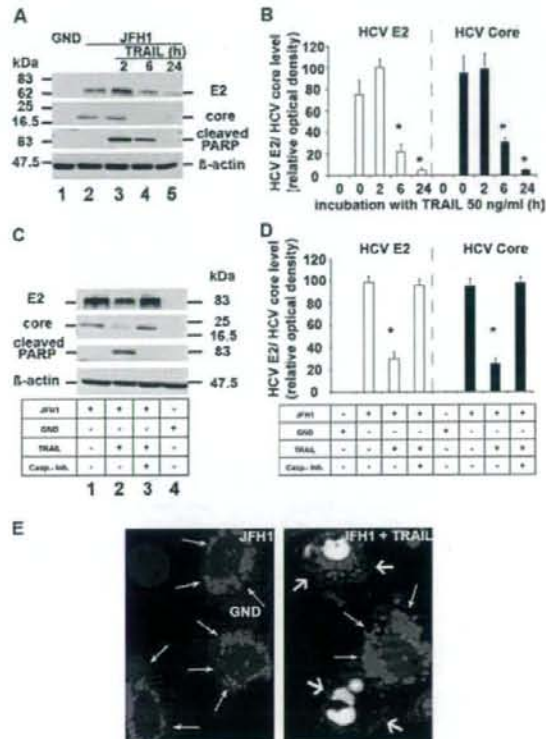 A
GND JFH1
TRAIL (h)
kDa 2 6 24
83
62 E2
25
16.5 core
83 cleaved PARP
47.5 ß-actin
1 2 3 4 5
B
HCV E2 HCV Core
HCV E2/ HCV core level
(relative optical density)
120
100
80
60
40
20
0
* * * *
0 0 2 6 24 0 0 2 6 24
incubation with TRAIL 50 ng/ml (h)
C
kDa
E2 83
core 25
16.5
cleaved
PARP 83
ß-actin 47.5
JFH1 + + + -
GND - - - +
TRAIL - + + -
Casp.- Inh. - - + -
1 2 3 4
D
HCV E2 HCV Core
HCV E2/ HCV core level
(relative optical density)
120
100
80
60
40
20
0
* *
JFH1 - + + + - + + +
GND + - - - + - - -
TRAIL - - + + - - + +
Casp.- Inh. - - - + - - - +
E
JFH1 JFH1 + TRAIL
GND